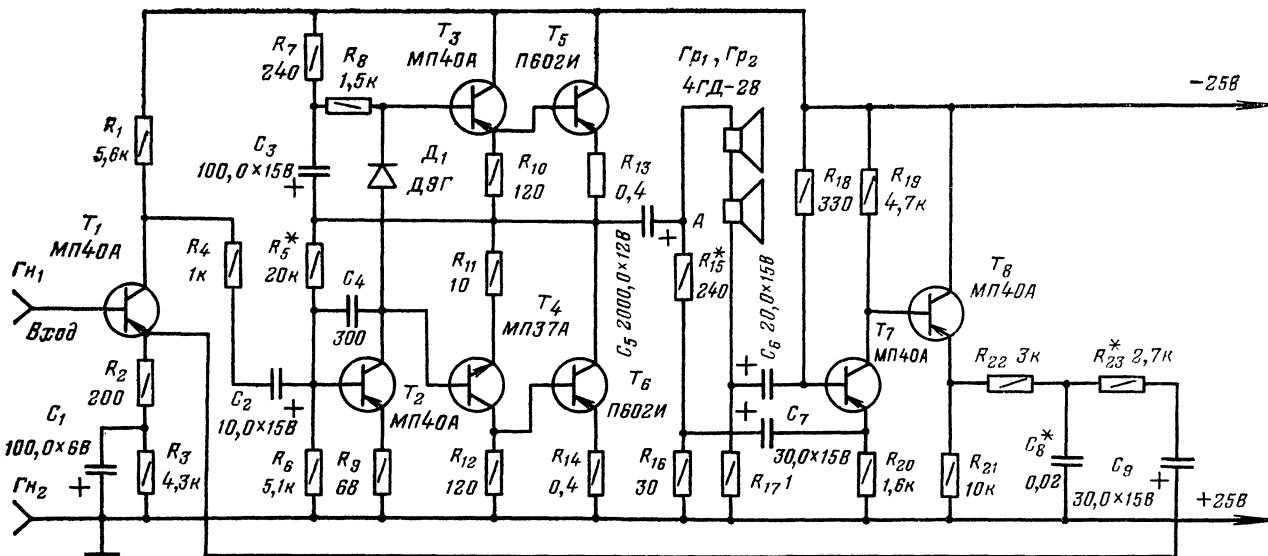 R7
240
R8
1,5к
T3
МП40А
T5
П602И
Гр1, Гр2
4ГД-28
-25В
R1
5,6к
C3
100,0×15В
+
Д1
Д9Г
R10
120
R13
0,4
R18
330
R19
4,7к
T1
МП40А
Гн1
Вход
R4
1к
R5*
20к
C4
300
R11
10
T4
МП37А
C5 2000,0×12В
+
А
R15*
240
C6 20,0×15В
+
T8
МП40А
T7
МП40А
R2
200
C2
10,0×15В
+
T2
МП40А
T6
П602И
+
C7
30,0×15В
R22 3к
R23* 2,7к
C1
100,0×6В
+
R3
4,3к
R6
5,1к
R9
68
R12
120
R14
0,4
R16
30
R17 1
R20
1,6к
R21
10к
C8*
0,02
C9
30,0×15В
+
Гн2
+25В